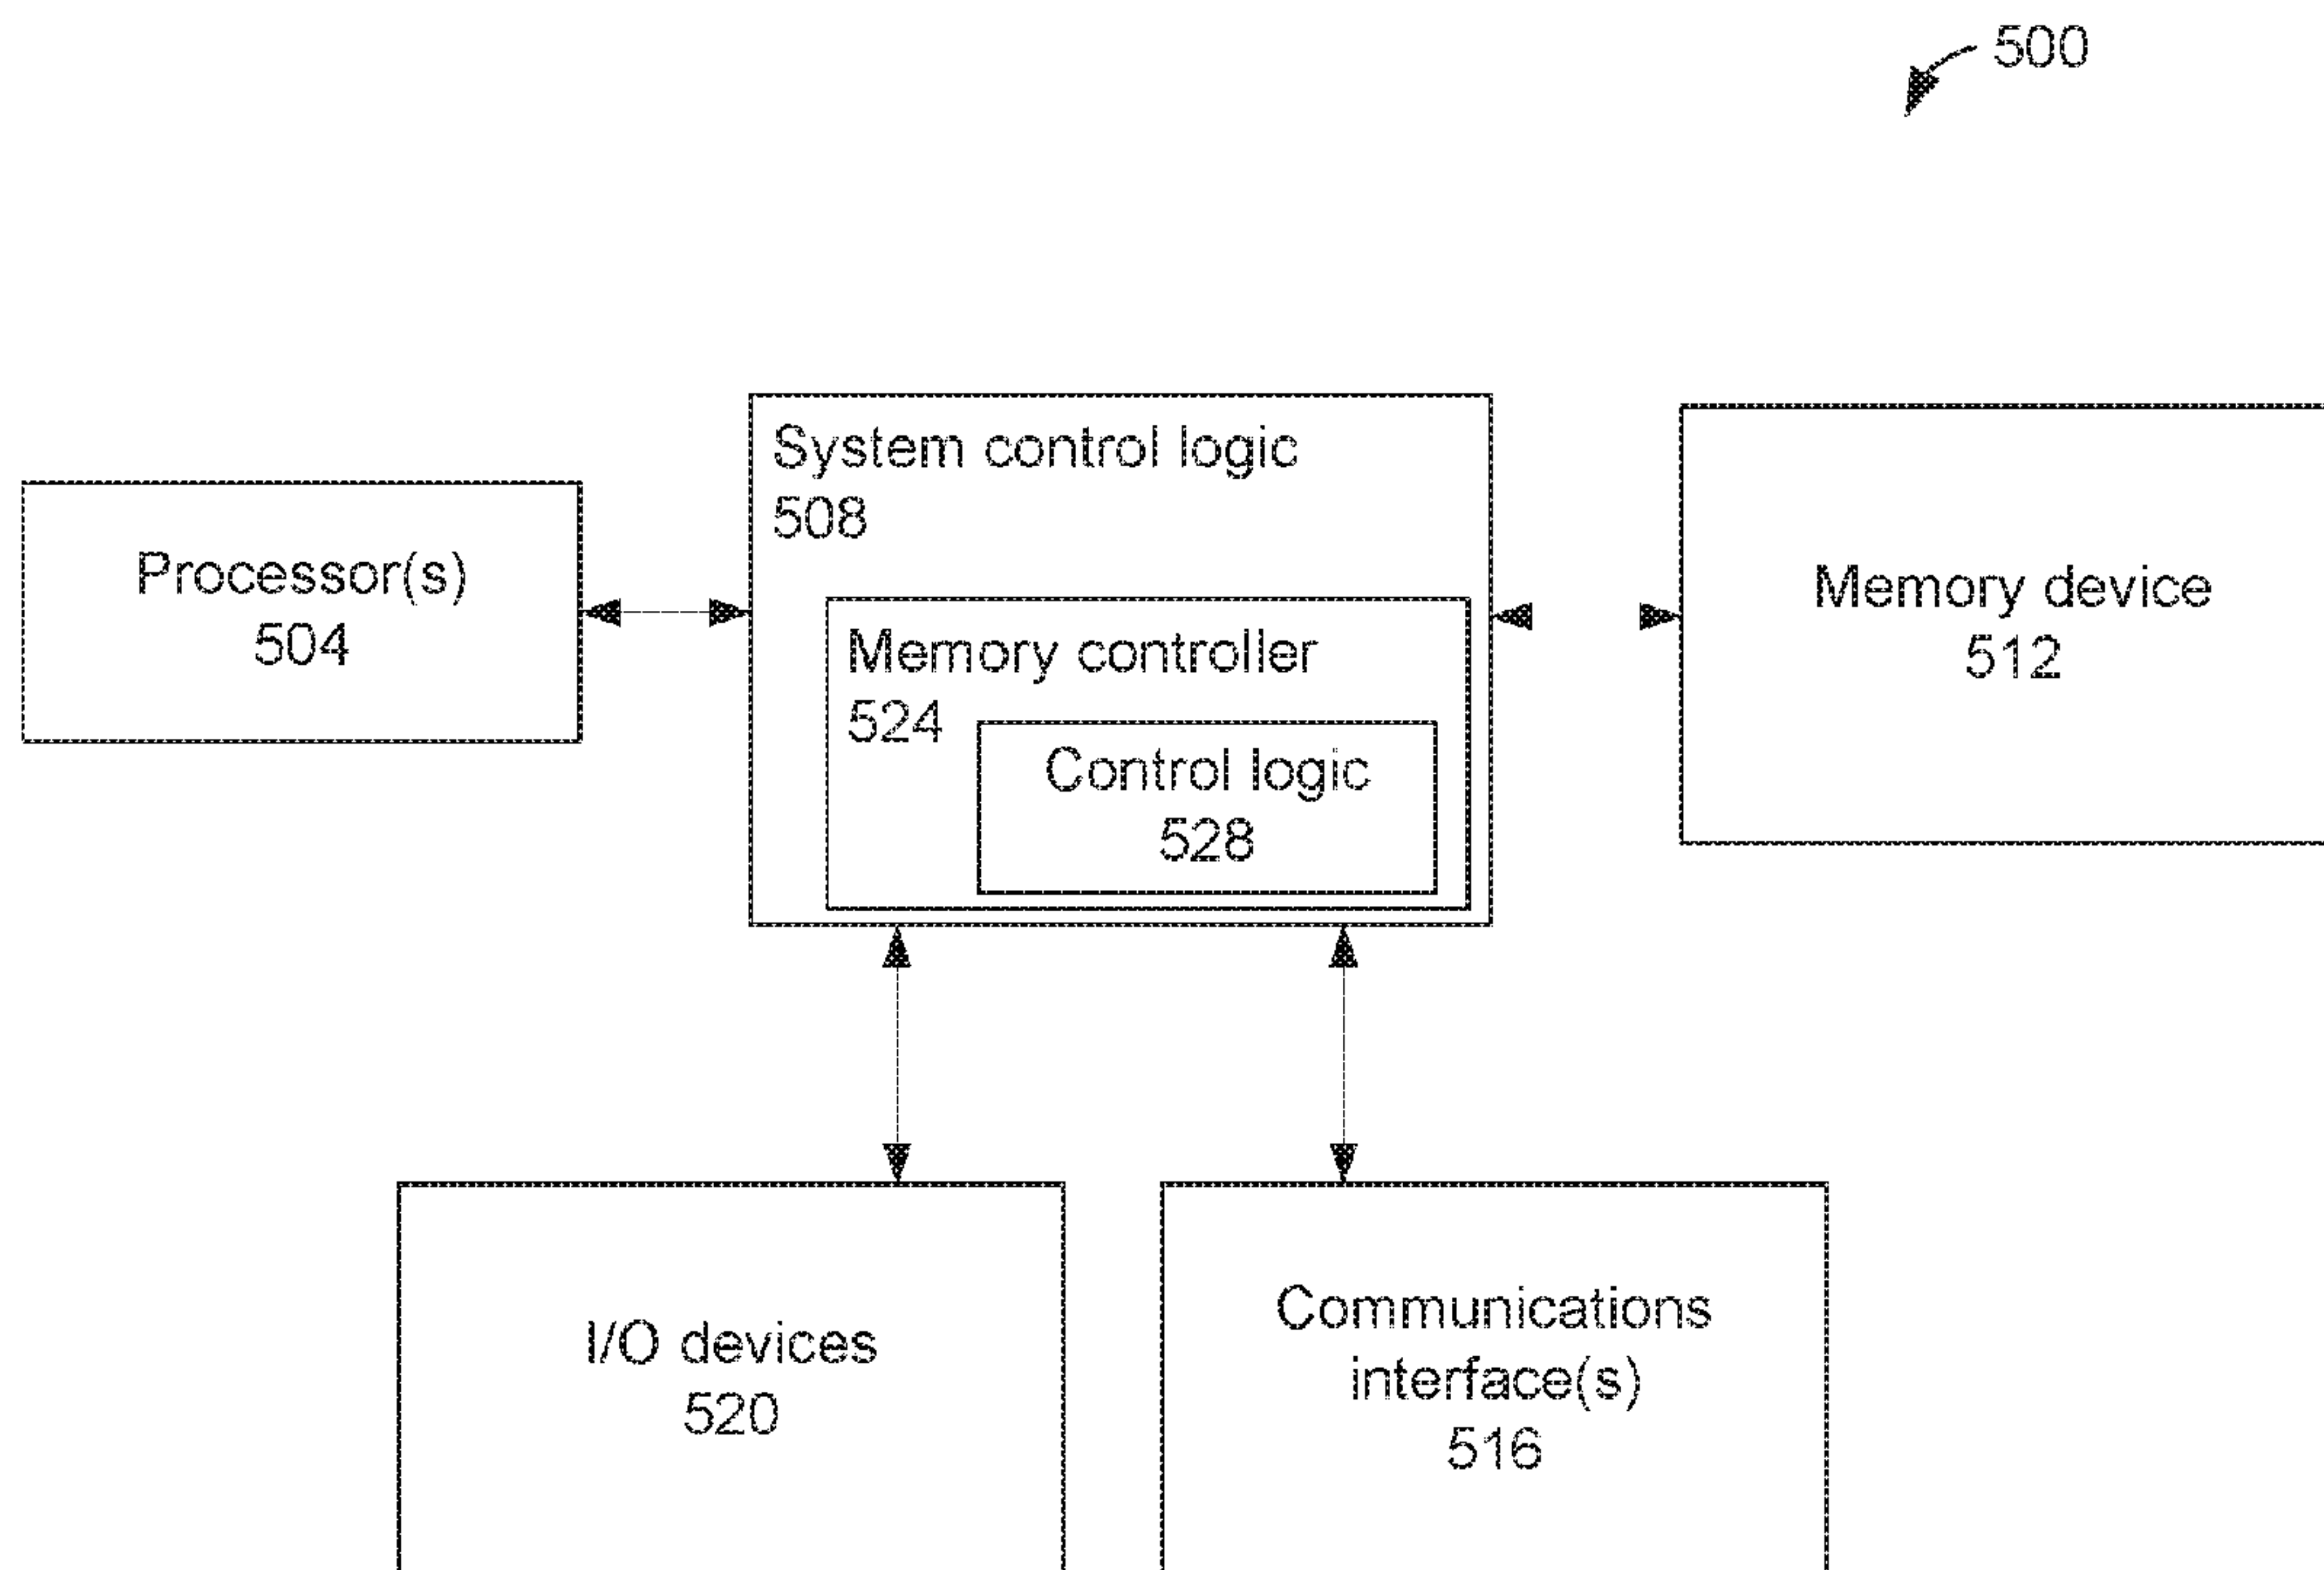 500
System control logic
508
Processor(s)
504
Memory device
512
Memory controller
524
Control logic
528
I/O devices
520
Communications
interface(s)
516